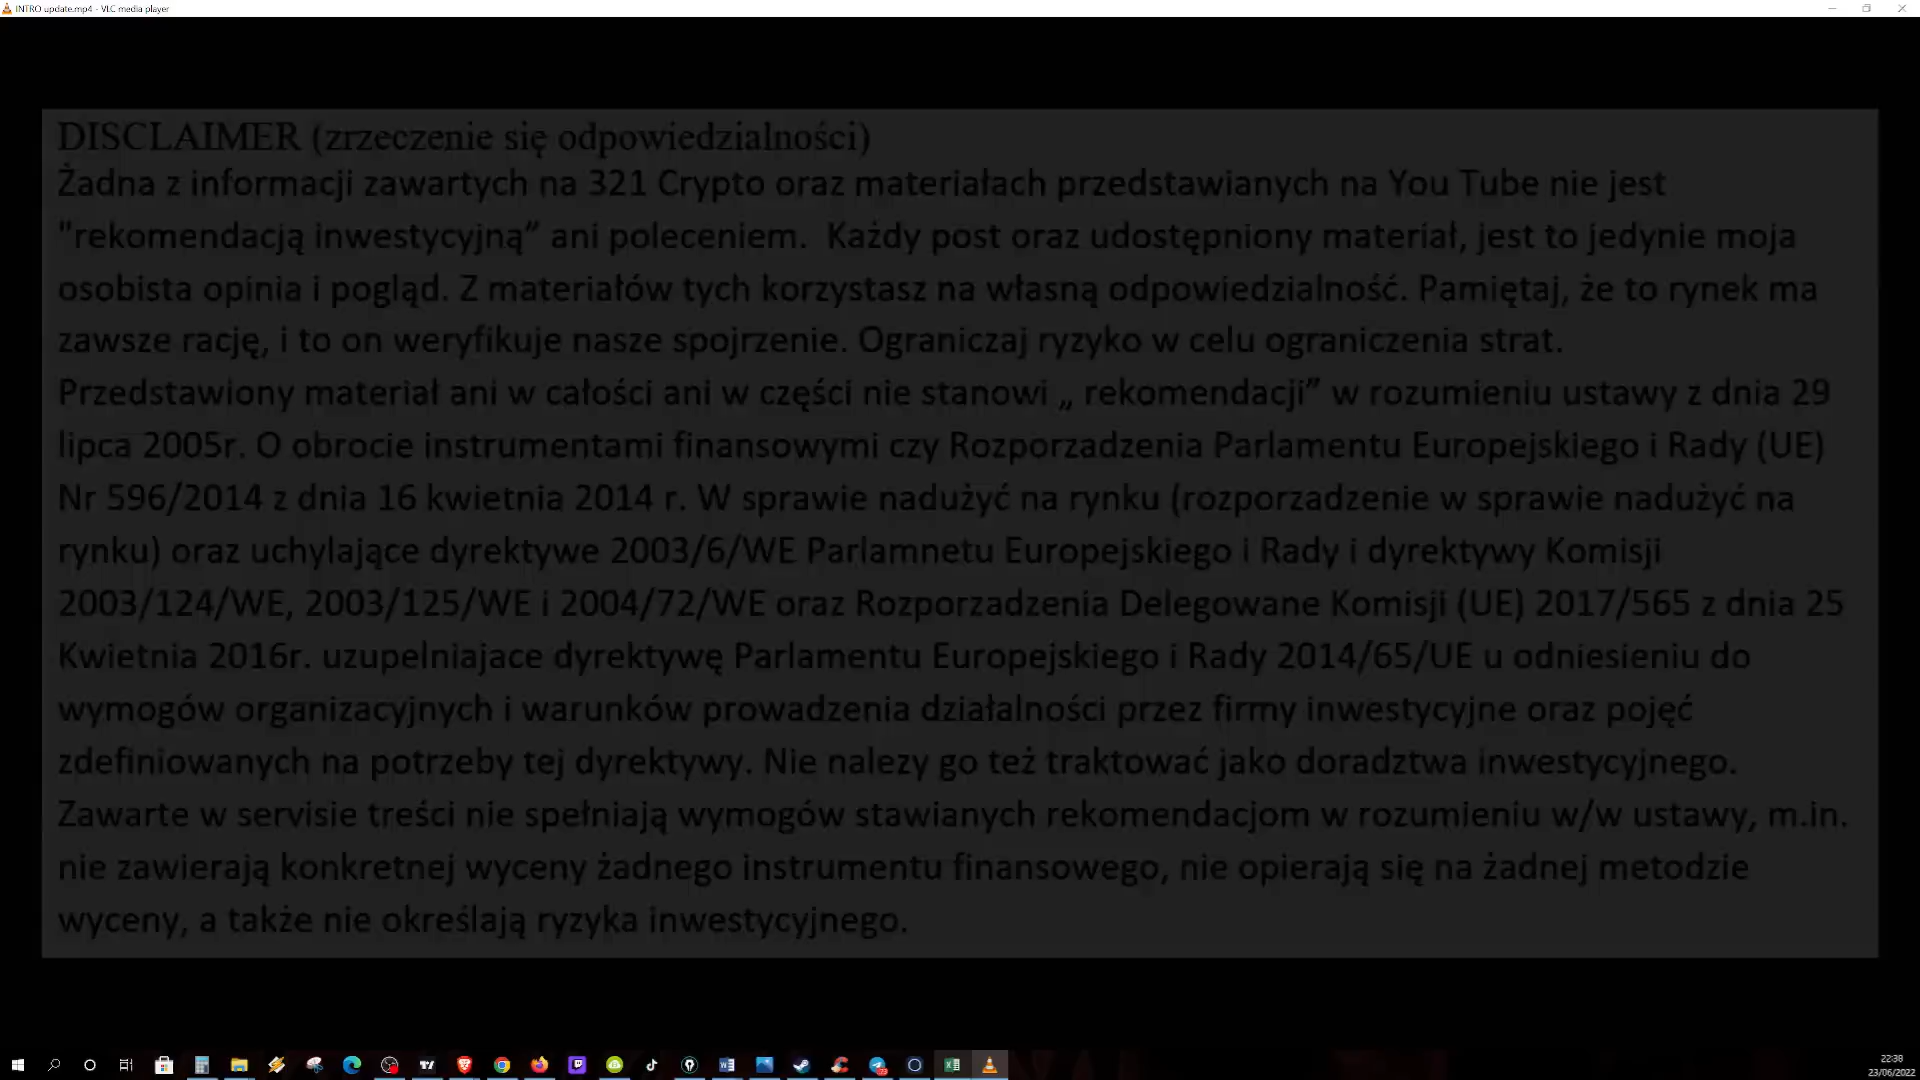 INTRO update.mp4 - VLC media player
DISCLAIMER (zrzeczenie się odpowiedzialności)
Żadna z informacji zawartych na 321 Crypto oraz materiałach przedstawianych na You Tube nie jest
"rekomendacją inwestycyjną” ani poleceniem.  Każdy post oraz udostępniony materiał, jest to jedynie moja
osobista opinia i pogląd. Z materiałów tych korzystasz na własną odpowiedzialność. Pamiętaj, że to rynek ma
zawsze rację, i to on weryfikuje nasze spojrzenie. Ograniczaj ryzyko w celu ograniczenia strat.
Przedstawiony materiał ani w całości ani w części nie stanowi „ rekomendacji” w rozumieniu ustawy z dnia 29
lipca 2005r. O obrocie instrumentami finansowymi czy Rozporzadzenia Parlamentu Europejskiego i Rady (UE)
Nr 596/2014 z dnia 16 kwietnia 2014 r. W sprawie nadużyć na rynku (rozporzadzenie w sprawie nadużyć na
rynku) oraz uchylające dyrektywe 2003/6/WE Parlamnetu Europejskiego i Rady i dyrektywy Komisji
2003/124/WE, 2003/125/WE i 2004/72/WE oraz Rozporzadzenia Delegowane Komisji (UE) 2017/565 z dnia 25
Kwietnia 2016r. uzupelniajace dyrektywę Parlamentu Europejskiego i Rady 2014/65/UE u odniesieniu do
wymogów organizacyjnych i warunków prowadzenia działalności przez firmy inwestycyjne oraz pojęć
zdefiniowanych na potrzeby tej dyrektywy. Nie nalezy go też traktować jako doradztwa inwestycyjnego.
Zawarte w servisie treści nie spełniają wymogów stawianych rekomendacjom w rozumieniu w/w ustawy, m.in.
nie zawierają konkretnej wyceny żadnego instrumentu finansowego, nie opierają się na żadnej metodzie
wyceny, a także nie określają ryzyka inwestycyjnego.
22:38
23/06/2022